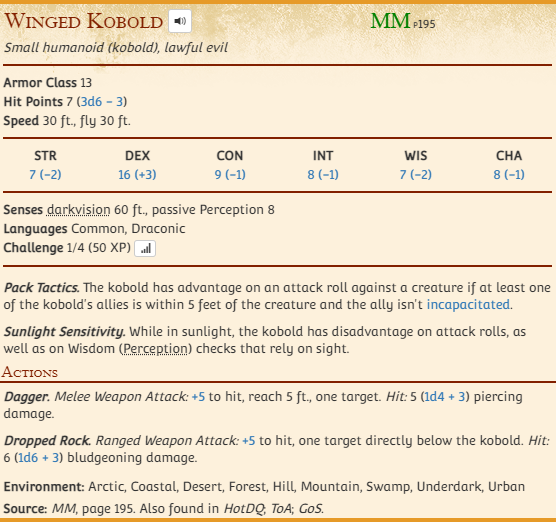 Winged Kobold MM P195
Small humanoid (kobold), lawful evil
Armor Class 13
Hit Points 7 (3d6 − 3)
Speed 30 ft., fly 30 ft.
STR DEX CON INT WIS CHA
7 (−2) 16 (+3) 9 (−1) 8 (−1) 7 (−2) 8 (−1)
Senses darkvision 60 ft., passive Perception 8
Languages Common, Draconic
Challenge 1/4 (50 XP)
Pack Tactics. The kobold has advantage on an attack roll against a creature if at least one
of the kobold's allies is within 5 feet of the creature and the ally isn't incapacitated.
Sunlight Sensitivity. While in sunlight, the kobold has disadvantage on attack rolls, as
well as on Wisdom (Perception) checks that rely on sight.
Actions
Dagger. Melee Weapon Attack: +5 to hit, reach 5 ft., one target. Hit: 5 (1d4 + 3) piercing
damage.
Dropped Rock. Ranged Weapon Attack: +5 to hit, one target directly below the kobold. Hit:
6 (1d6 + 3) bludgeoning damage.
Environment: Arctic, Coastal, Desert, Forest, Hill, Mountain, Swamp, Underdark, Urban
Source: MM, page 195. Also found in HotDQ; ToA; GoS.